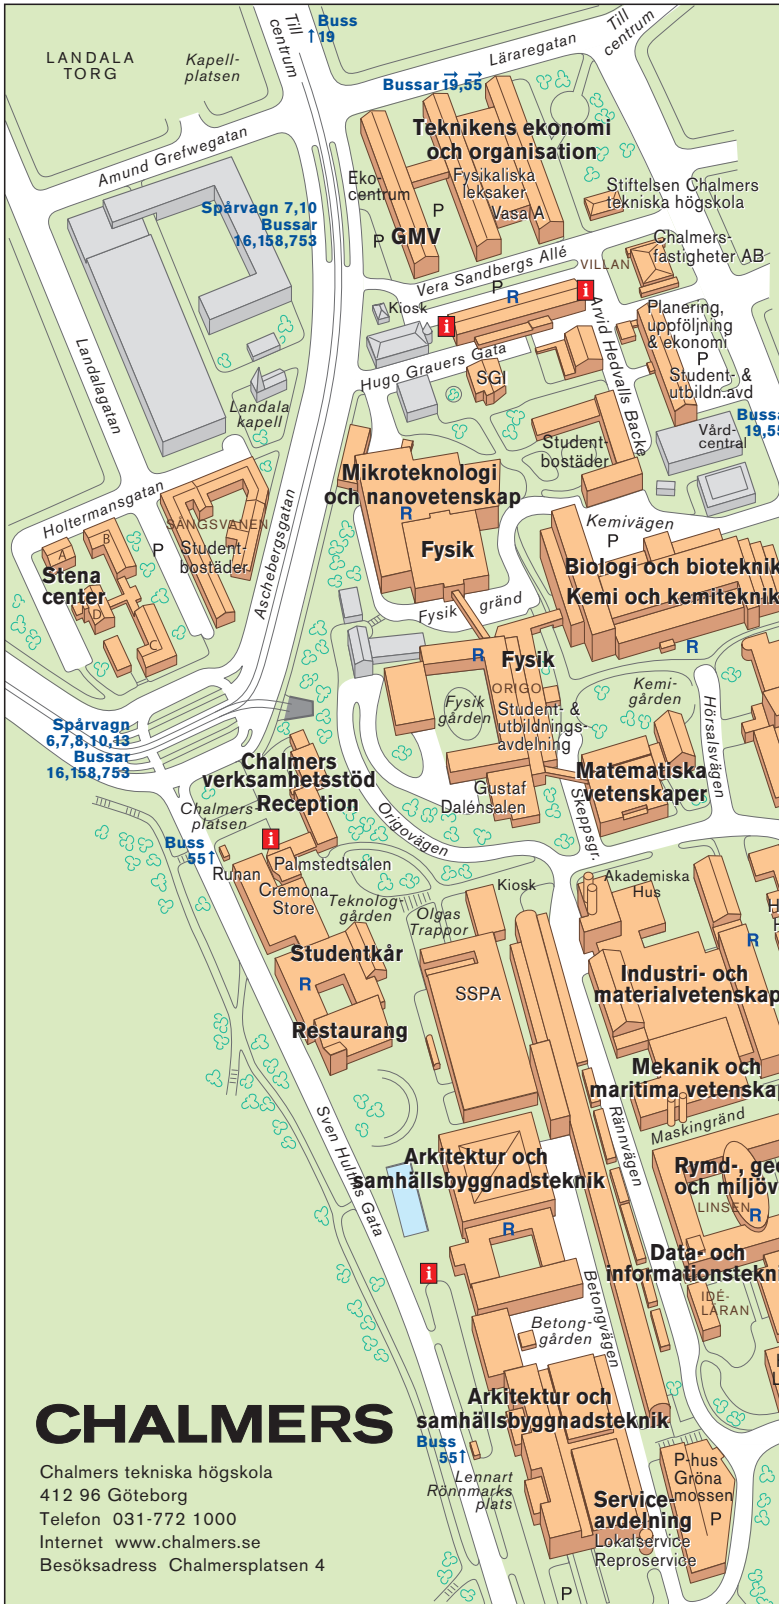 LANDALA
TORG
Kapell-
platsen
Till
centrum
↑
Buss
19
Till
centrum
Läraregatan
Bussar 19,55
Amund Grefwegatan
Teknikens ekonomi
och organisation
Eko-
centrum
Fysikaliska
leksaker
Vasa A
P
P
GMV
Stiftelsen Chalmers
tekniska högskola
Spårvagn 7,10
Bussar
16,158,753
Chalmers-
fastigheter AB
VILLAN
Vera Sandbergs Allé
P
R
i
i
Kiosk
Planering,
uppföljning
& ekonomi
P
Student- &
utbildn.avd
Arvid Hedvalls Backe
Hugo Grauers Gata
SGI
Landalagatan
Landala
kapell
Buss
19,55
Vård-
central
Student-
bostäder
Mikroteknologi
och nanovetenskap
R
Fysik
Holtermansgatan
SÅNGSVANEN
Student-
bostäder
P
A
B
C
D
Stena
center
Aschebergsgatan
Kemivägen
P
Biologi och bioteknik
Kemi och kemiteknik
R
Fysik gränd
R
Fysik
ORIGO
Fysik
gården
Student- &
utbildnings-
avdelning
Kemi-
gården
Hörsalsvägen
Spårvagn
6,7,8,10,13
Bussar
16,158,753
Chalmers
verksamhetsstöd
Reception
Matematiska
vetenskaper
Gustaf
Dalénsalen
Skeppsgr.
Chalmers-
platsen
Origovägen
i
Buss
55↑
Runan
Palmstedtsalen
Cremona
Store
Teknolog-
gården
Olgas
Trappor
Kiosk
Akademiska
Hus
R
Studentkår
R
SSPA
Industri- och
materialvetenskap
Restaurang
Mekanik och
maritima vetenskap
Maskingränd
Rännvägen
Sven Hultins Gata
Arkitektur och
samhällsbyggnadsteknik
R
Rymd-, geo
och miljöv
LINSEN
R
i
Data- och
informationstekni
IDÉ-
LÄRAN
Betong-
gården
Betongvägen
CHALMERS
Arkitektur och
samhällsbyggnadsteknik
Buss
55↑
Lennart
Rönnmarks
plats
P-hus
Gröna
mossen
P
Service-
avdelning
Lokalservice
Reproservice
P
Chalmers tekniska högskola
412 96 Göteborg
Telefon 031-772 1000
Internet www.chalmers.se
Besöksadress Chalmersplatsen 4